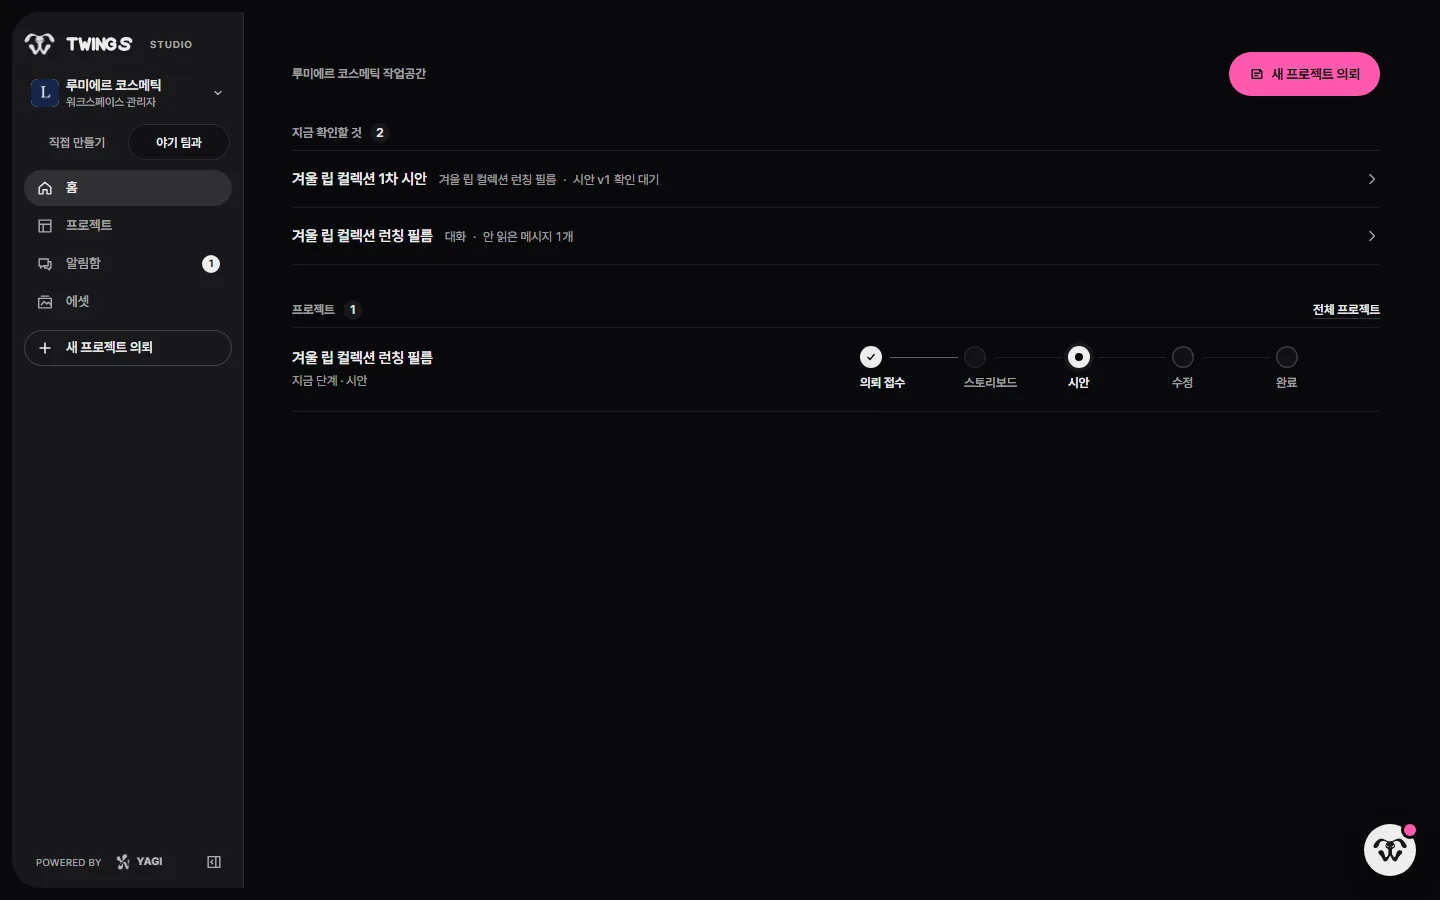 TWINGS STUDIO
L
루미에르 코스메틱
워크스페이스 관리자
직접 만들기
야기 팀과
홈
프로젝트
알림함
1
에셋
새 프로젝트 의뢰
POWERED BY YAGI
루미에르 코스메틱 작업공간
새 프로젝트 의뢰
지금 확인할 것 2
겨울 립 컬렉션 1차 시안 겨울 립 컬렉션 런칭 필름 · 시안 v1 확인 대기
겨울 립 컬렉션 런칭 필름 대화 · 안 읽은 메시지 1개
프로젝트 1
전체 프로젝트
겨울 립 컬렉션 런칭 필름
지금 단계 · 시안
의뢰 접수
스토리보드
시안
수정
완료